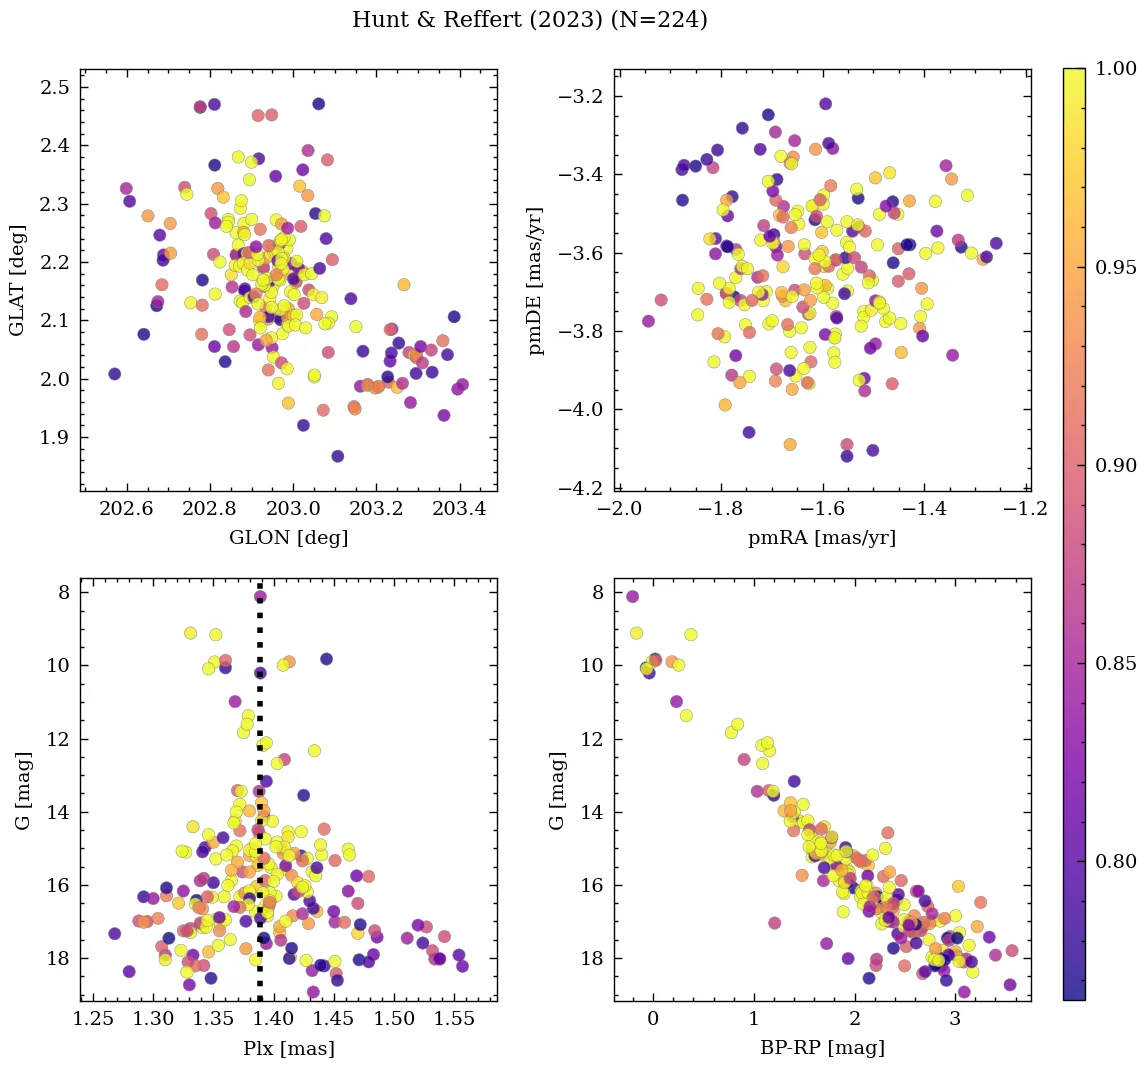 Hunt & Reffert (2023) (N=224)
2.5
2.4
2.3
2.2
2.1
2.0
1.9
GLAT [deg]
202.6 202.8 203.0 203.2 203.4
GLON [deg]
−3.2
−3.4
−3.6
−3.8
−4.0
−4.2
pmDE [mas/yr]
−2.0 −1.8 −1.6 −1.4 −1.2
pmRA [mas/yr]
8
10
12
14
16
18
G [mag]
1.25 1.30 1.35 1.40 1.45 1.50 1.55
Plx [mas]
8
10
12
14
16
18
G [mag]
0 1 2 3
BP-RP [mag]
1.00
0.95
0.90
0.85
0.80